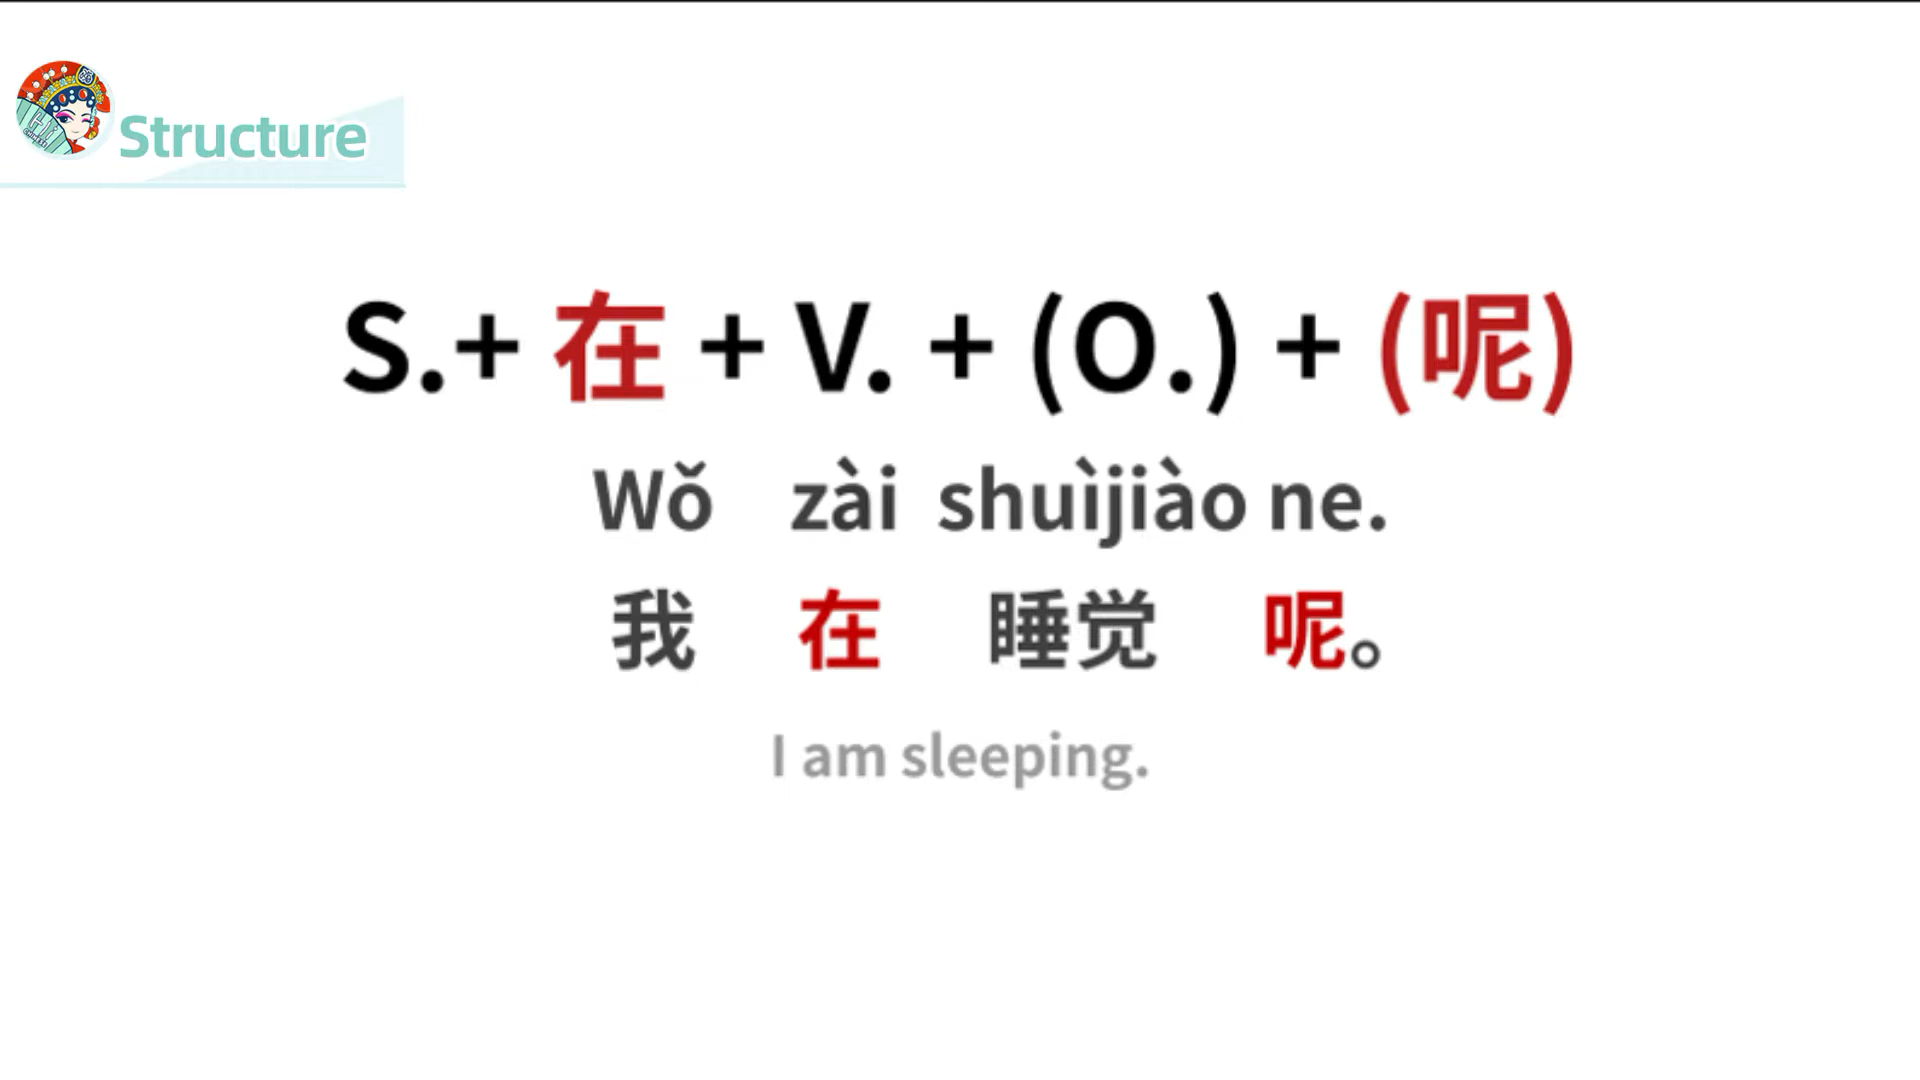 Structure
S.+ 在 + V. + (O.) + (呢)
Wǒ zài shuìjiào ne.
我 在 睡觉 呢。
I am sleeping.